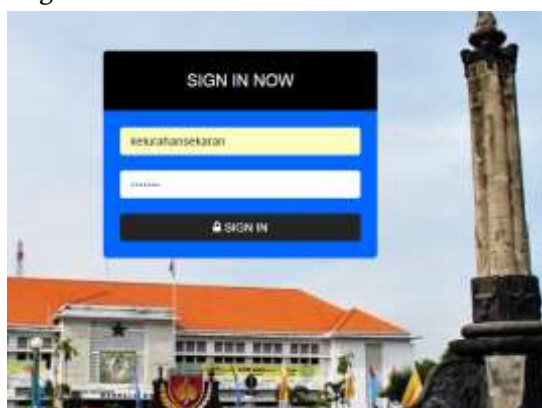 SIGN IN NOW
kelurahansekaran
.......
SIGN IN